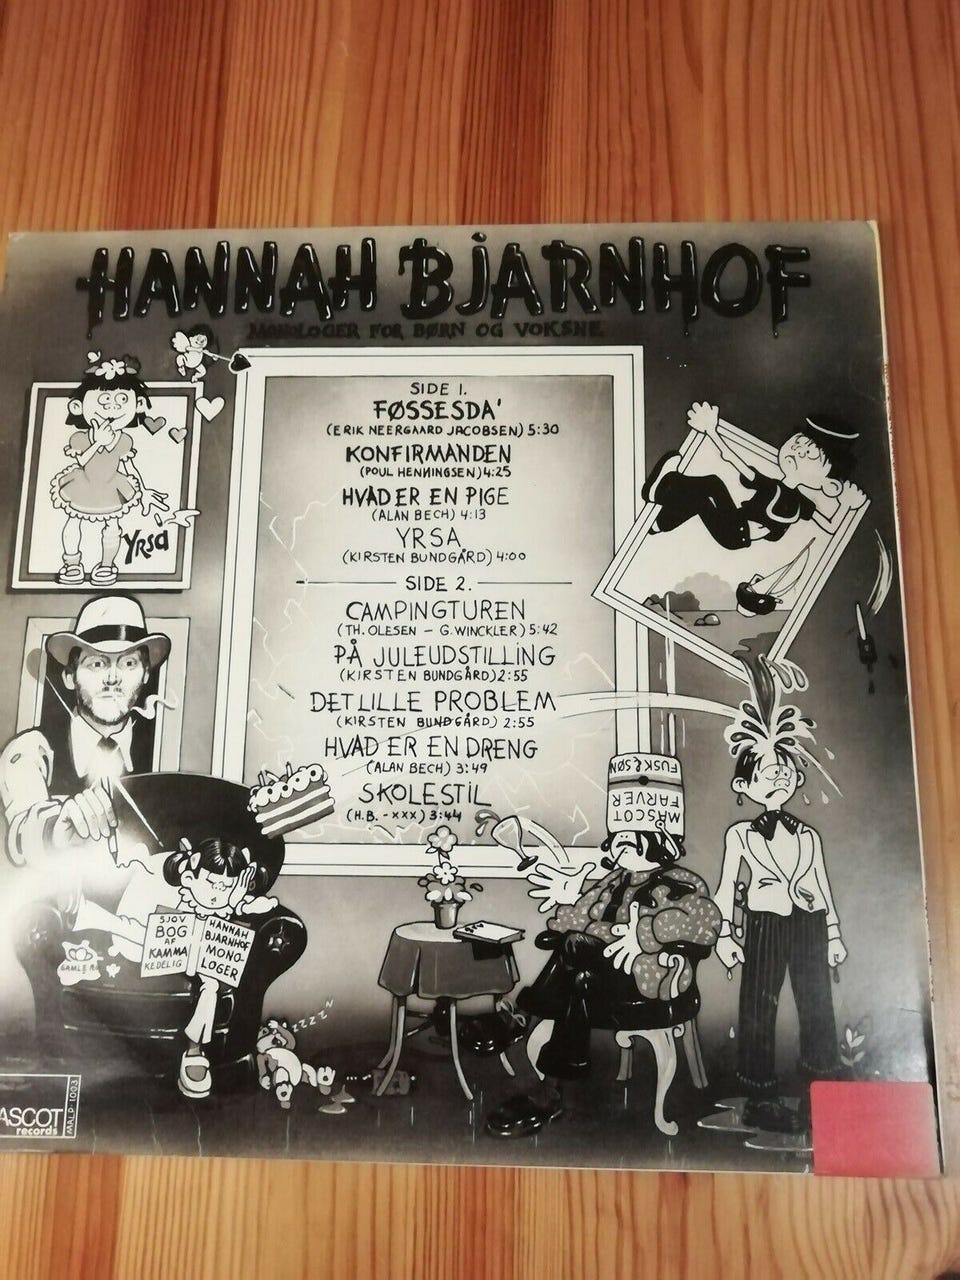 HANNAH BJARNHOF
MONOLOGER FOR BØRN OG VOKSNE
SIDE 1.
FØSSESDA'
(ERIK NEERGAARD JACOBSEN) 5:30
KONFIRMANDEN
(POUL HENNINGSEN) 4:25
HVAD ER EN PIGE
(ALAN BECH) 4:13
YRSA
(KIRSTEN BUNDGÅRD) 4:00
SIDE 2.
CAMPINGTUREN
(TH. OLESEN - G. WINCKLER) 5:42
PÅ JULEUDSTILLING
(KIRSTEN BUNDGÅRD) 2:55
DET LILLE PROBLEM
(KIRSTEN BUNDGÅRD) 2:55
HVAD ER EN DRENG
(ALAN BECH) 3:49
SKOLESTIL
(H.B. - XXX) 3:44
Yrsa
MASCOT
FARVER
FUSK & SØN
SJOV
BOG
AF
KAMMA
KEDELIG
HANNAH
BJARNHOF
MONO-
LOGER
GAMLE
ZZZZZ
ASCOT
records
MALP-1003